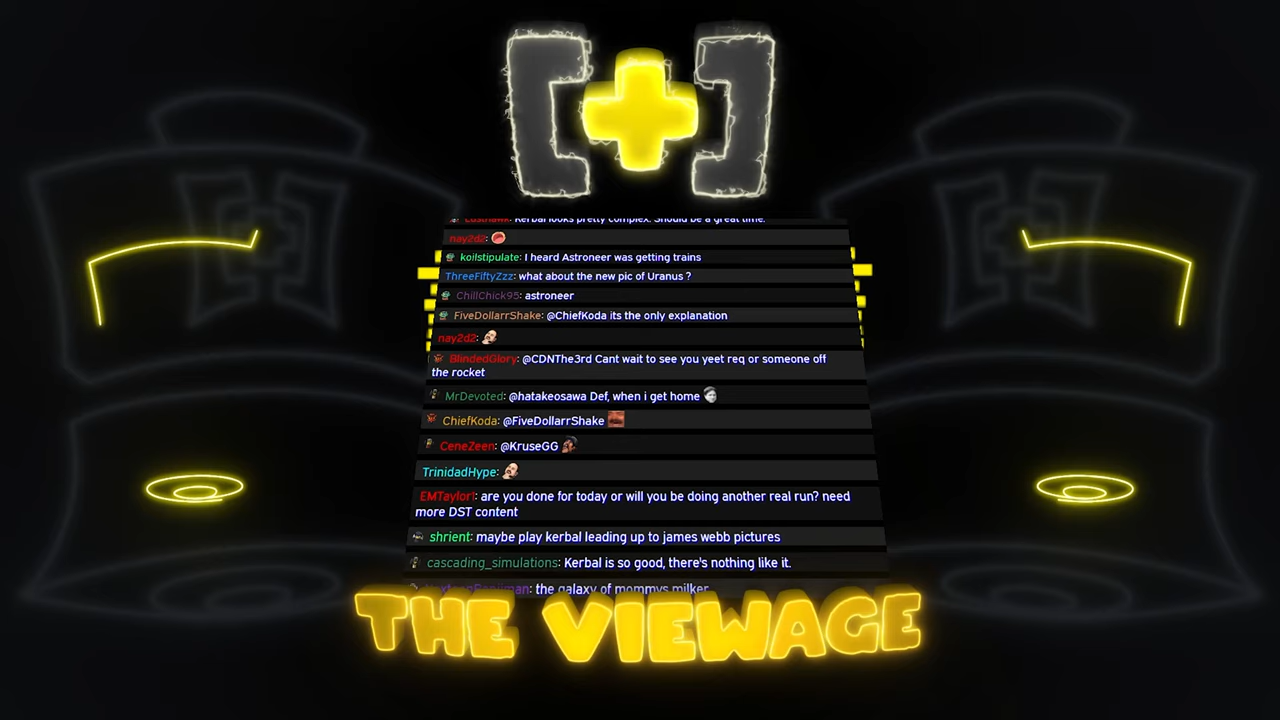 Kerbal looks pretty complex. Should be a great time.
nay2d2:
koilstipulate: I heard Astroneer was getting trains
ThreeFiftyZzz: what about the new pic of Uranus ?
ChillChick95: astroneer
FiveDollarrShake: @ChiefKoda its the only explanation
nay2d2:
BlindedGlory: @CDNThe3rd Cant wait to see you yeet req or someone off
the rocket
MrDevoted: @hatakeosawa Def, when i get home
ChiefKoda: @FiveDollarrShake
CeneZeen: @KruseGG
TrinidadHype:
EMTaylor!: are you done for today or will you be doing another real run? need
more DST content
shrient: maybe play kerbal leading up to james webb pictures
cascading_simulations: Kerbal is so good, there's nothing like it.
the galaxy of mommys milker
THE VIEWAGE